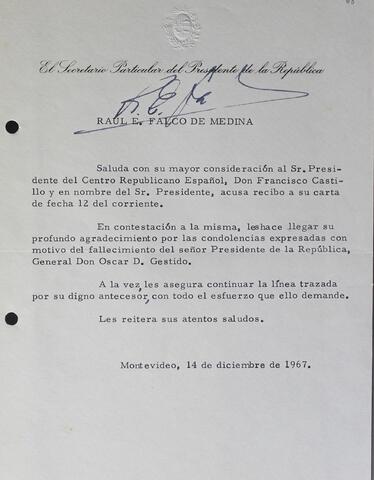 El Secretario Particular del Presidente de la República
RAUL E. FALCO DE MEDINA
Saluda con su mayor consideración al Sr.Presi-
dente del Centro Republicano Español, Don Francisco Casti-
llo y en nombre del Sr. Presidente, acusa recibo a su carta
de fecha 12 del corriente.
En contestación a la misma, leshace llegar su
profundo agradecimiento por las condolencias expresadas con
motivo del fallecimiento del señor Presidente de la República,
General Don Oscar D. Gestido.
A la vez, les asegura continuar la línea trazada
por su digno antecesor, con todo el esfuerzo que ello demande.
Les reitera sus atentos saludos.
Montevideo, 14 de diciembre de 1967.